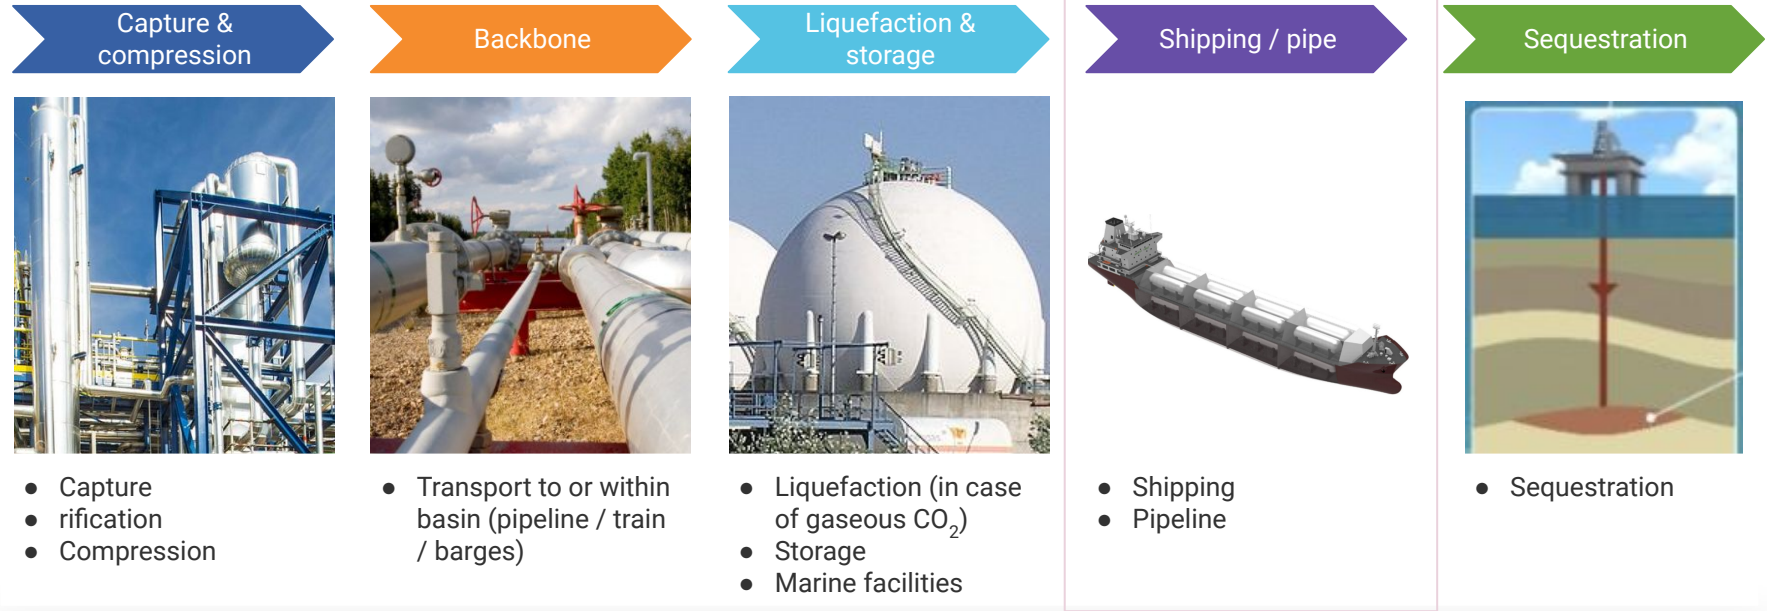 Capture &
compression
Backbone
Liquefaction &
storage
Shipping / pipe
Sequestration
● Capture
● rification
● Compression
● Transport to or within
basin (pipeline / train
/ barges)
● Liquefaction (in case
of gaseous CO₂)
● Storage
● Marine facilities
● Shipping
● Pipeline
● Sequestration